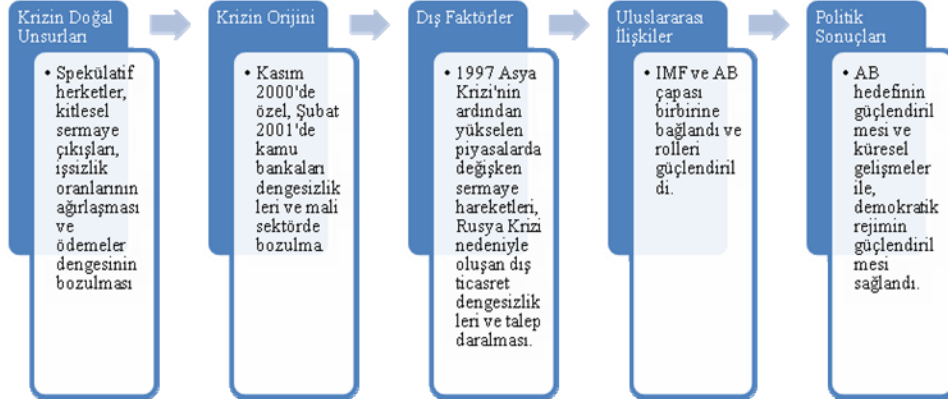 Krizin Doğal
Unsurları
• Spekülatif
herketler,
kitlesel
sermaye
çıkışları,
işsizlik
oranlarının
ağırlaşması
ve
ödemeler
dengesinin
bozulması
Krizin Orijini
• Kasım
2000'de
özel, Şubat
2001'de
kamu
bankaları
dengesizlik
leri ve mali
sektörde
bozulma.
Dış Faktörler
• 1997 Asya
Krizi'nin
ardından
yükselen
piyasalarda
değişken
sermaye
hareketleri,
Rusya Krizi
nedeniyle
oluşan dış
ticasret
dengesizlik
leri ve talep
daralması.
Uluslararası
İlişkiler
• IMF ve AB
çapası
birbirine
bağlandı ve
rolleri
güçlendiril
di.
Politik
Sonuçları
• AB
hedefinin
güçlendiril
mesi ve
küresel
gelişmeler
ile,
demokratik
rejimin
güçlendiril
mesi
sağlandı.